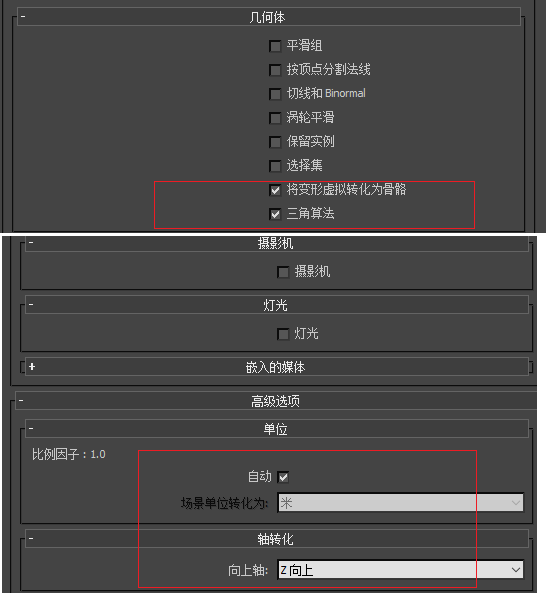 几何体
平滑组
按顶点分割法线
切线和 Binormal
涡轮平滑
保留实例
选择集
将变形虚拟转化为骨骼
三角算法
摄影机
摄影机
灯光
灯光
嵌入的媒体
高级选项
单位
比例因子：1.0
自动
场景单位转化为: 米
轴转化
向上轴: Z 向上